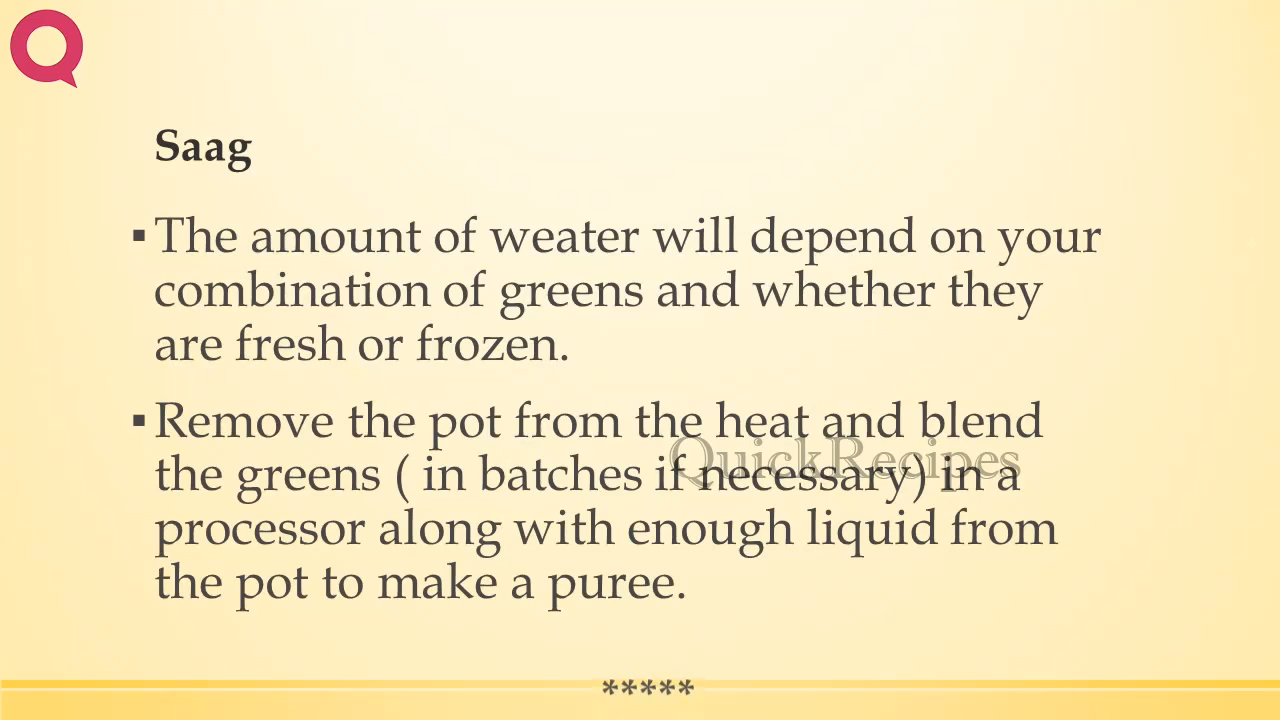 Saag
▪ The amount of weater will depend on your
combination of greens and whether they
are fresh or frozen.
▪ Remove the pot from the heat and blend
the greens ( in batches if necessary) in a
processor along with enough liquid from
the pot to make a puree.
QuickRecipes
*****